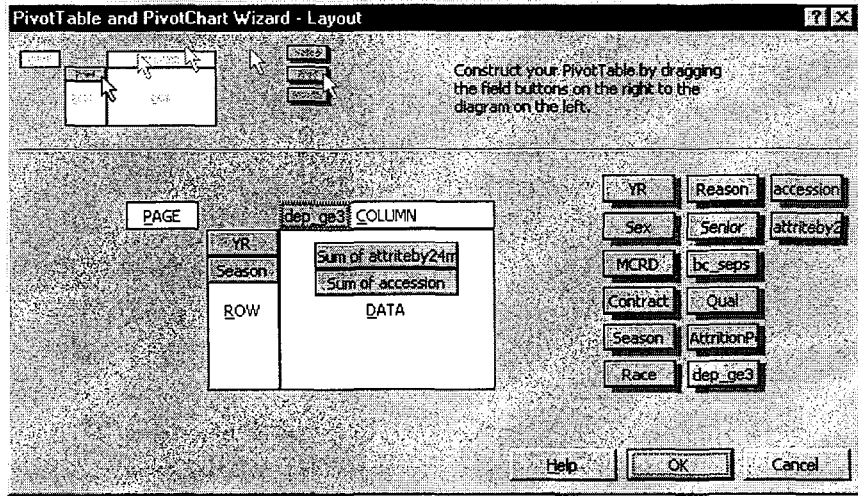 PivotTable and PivotChart Wizard - Layout
Construct your PivotTable by dragging
the field buttons on the right to the
diagram on the left.
PAGE
dep_ge3
COLUMN
YR
Season
ROW
Sum of attriteby24m
Sum of accession
DATA
YR
Reason
accession
Sex
Senior
attriteby2
MCRD
bc_seps
Contract
Qual
Season
AttritionPr
Race
dep_ge3
Help
OK
Cancel